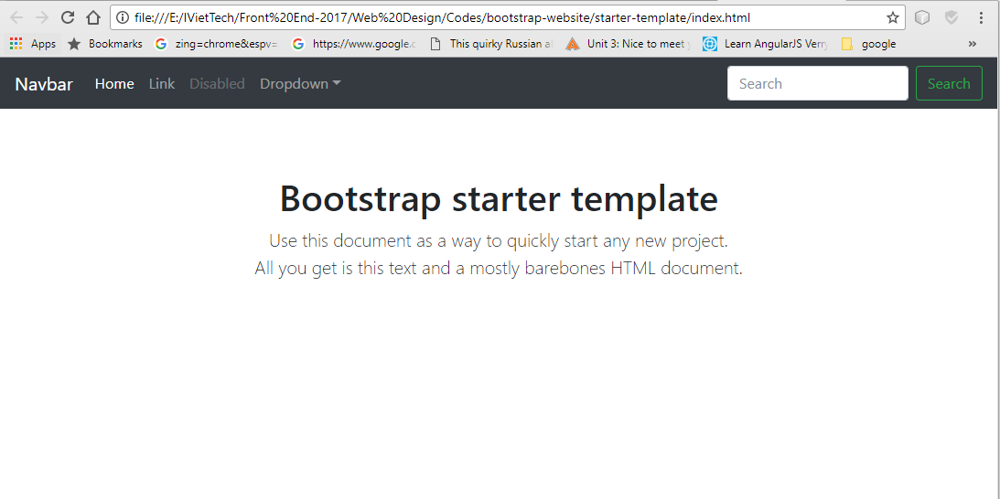 file:///E:/IVietTech/Front%20End-2017/Web%20Design/Codes/bootstrap-website/starter-template/index.html
Apps Bookmarks zing=chrome&espv= https://www.google.c This quirky Russian al Unit 3: Nice to meet y Learn AngularJS Verry google »
Navbar Home Link Disabled Dropdown Search Search
Bootstrap starter template
Use this document as a way to quickly start any new project.
All you get is this text and a mostly barebones HTML document.